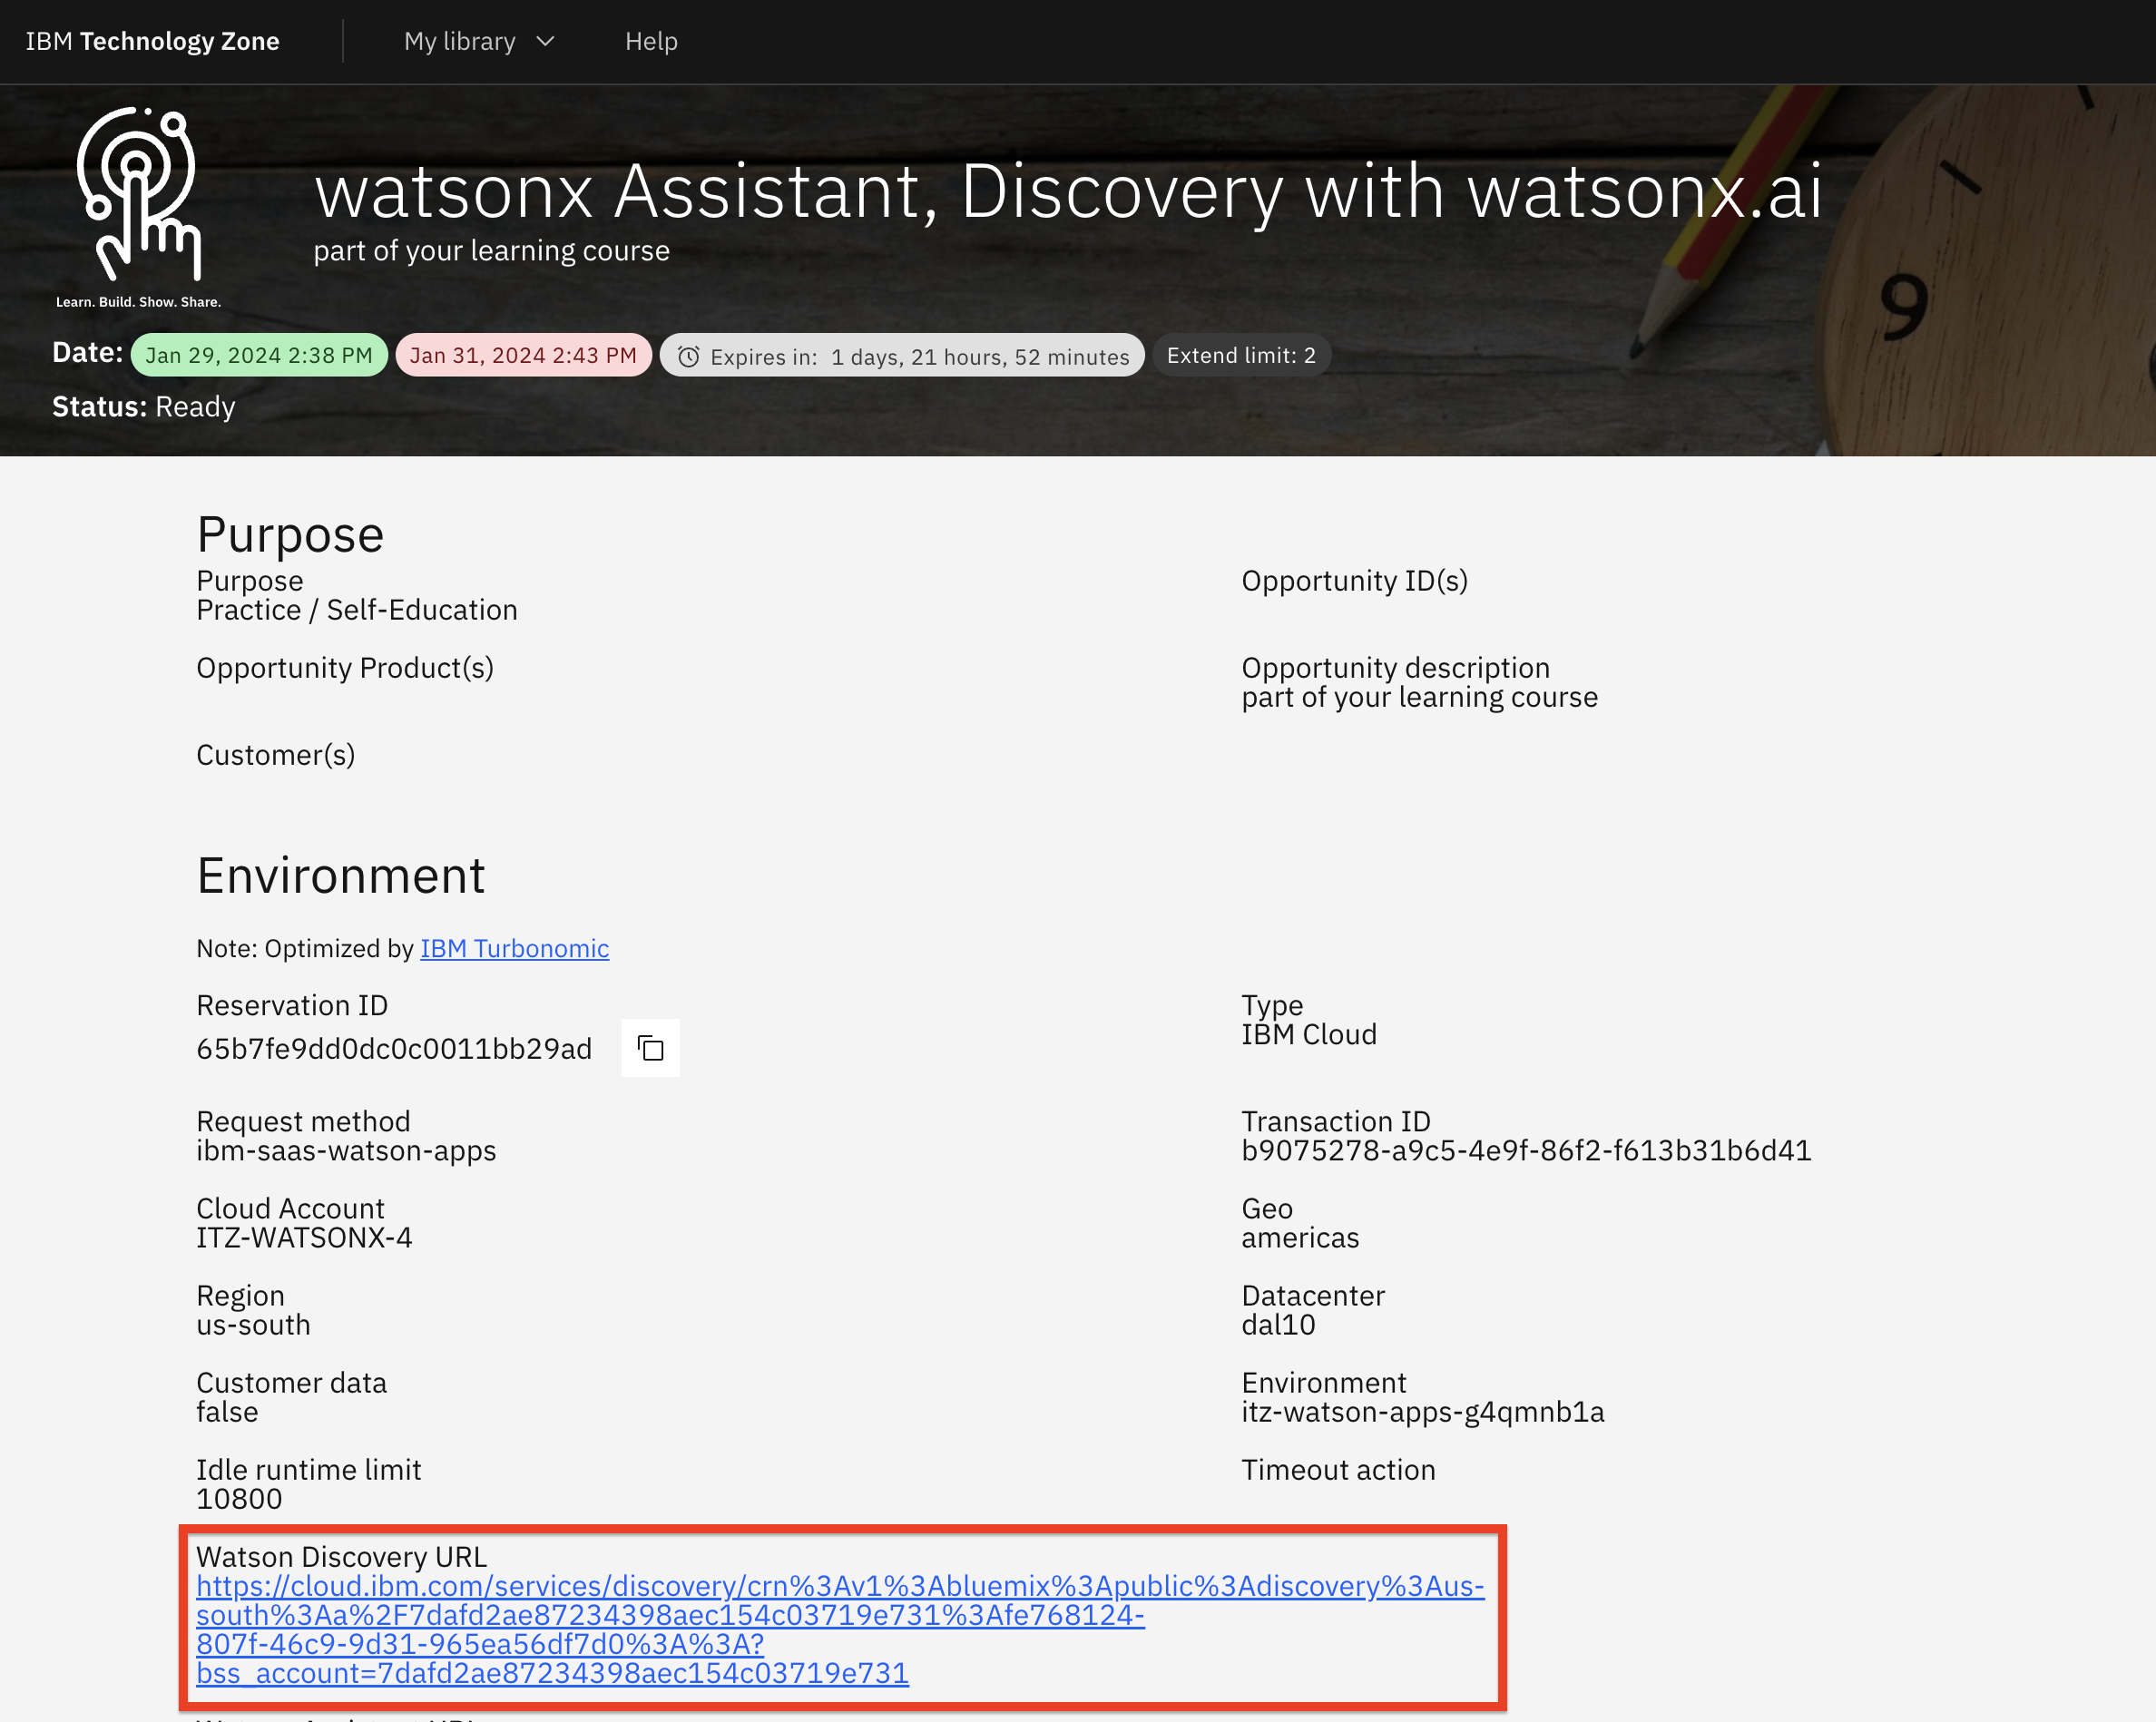 IBM Technology Zone
My library
Help
watsonx Assistant, Discovery with watsonx.ai
part of your learning course
Learn. Build. Show. Share.
Date: Jan 29, 2024 2:38 PM Jan 31, 2024 2:43 PM Expires in: 1 days, 21 hours, 52 minutes Extend limit: 2
Status: Ready
9
Purpose
Purpose
Practice / Self-Education
Opportunity ID(s)
Opportunity Product(s)
Opportunity description
part of your learning course
Customer(s)
Environment
Note: Optimized by IBM Turbonomic
Reservation ID
65b7fe9dd0dc0c0011bb29ad
Type
IBM Cloud
Request method
ibm-saas-watson-apps
Transaction ID
b9075278-a9c5-4e9f-86f2-f613b31b6d41
Cloud Account
ITZ-WATSONX-4
Geo
americas
Region
us-south
Datacenter
dal10
Customer data
false
Environment
itz-watson-apps-g4qmnb1a
Idle runtime limit
10800
Timeout action
Watson Discovery URL
https://cloud.ibm.com/services/discovery/crn%3Av1%3Abluemix%3Apublic%3Adiscovery%3Aus-
south%3Aa%2F7dafd2ae87234398aec154c03719e731%3Afe768124-
807f-46c9-9d31-965ea56df7d0%3A%3A?
bss_account=7dafd2ae87234398aec154c03719e731